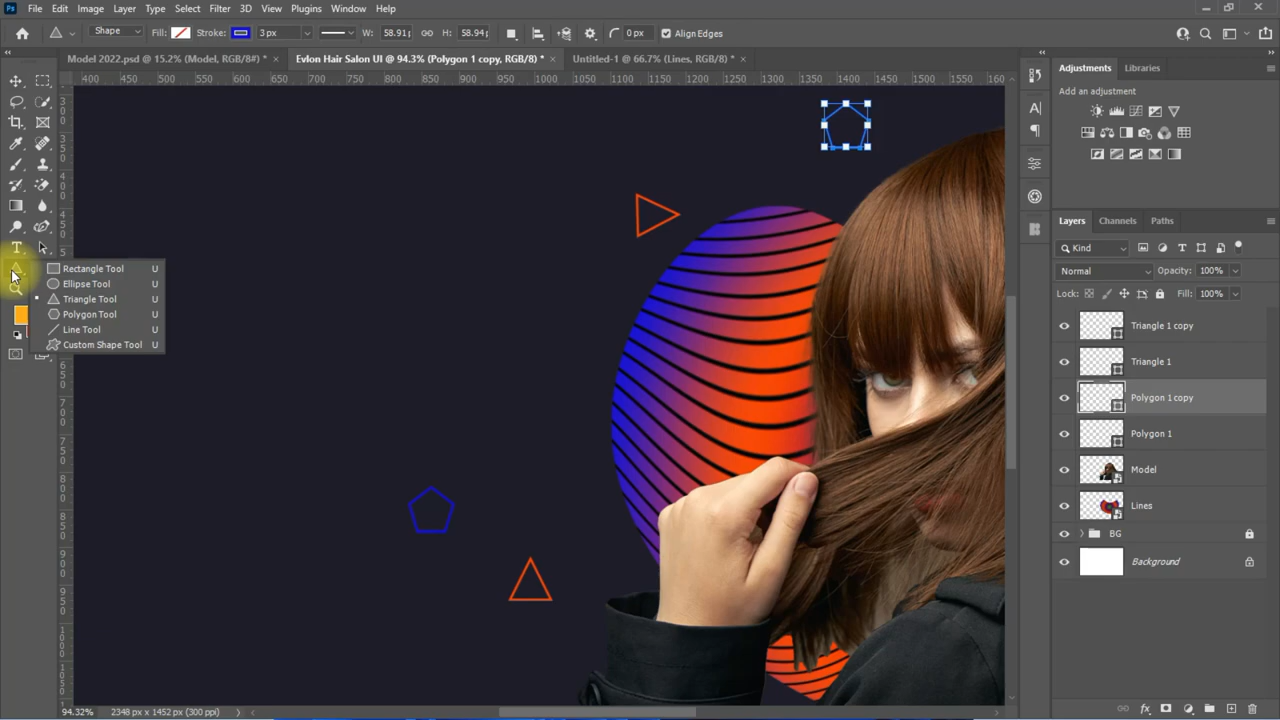 Ps File Edit Image Layer Type Select Filter 3D View Plugins Window Help
Shape Fill: Stroke: 3 px W: 58.91 p H: 58.94 p 0 px Align Edges
Model 2022.psd @ 15.2% (Model, RGB/8#) * × Evlon Hair Salon UI @ 94.3% (Polygon 1 copy, RGB/8) * × Untitled-1 @ 66.7% (Lines, RGB/8) * ×
400 450 500 550 600 650 700 750 800 850 900 950 1000 1050 1100 1150 1200 1250 1300 1350 1400 1450 1500 1550
Adjustments Libraries
Add an adjustment
Rectangle Tool U
Ellipse Tool U
Triangle Tool U
Polygon Tool U
Line Tool U
Custom Shape Tool U
Layers Channels Paths
Kind
Normal Opacity: 100%
Lock: Fill: 100%
Triangle 1 copy
Triangle 1
Polygon 1 copy
Polygon 1
Model
Lines
BG
Background
94.32% 2348 px x 1452 px (300 ppi)